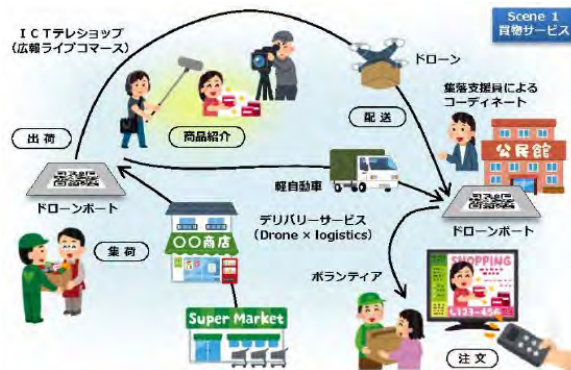 ICTテレショップ
(広報ライブコマース)
Scene 1
買物サービス
ドローン
集落支援員による
コーディネート
出荷
商品紹介
配送
公民館
軽自動車
ドローンポート
デリバリーサービス
(Drone × logistics)
ドローンポート
〇〇商店
集荷
ボランティア
SHOPPING
Super Market
注文